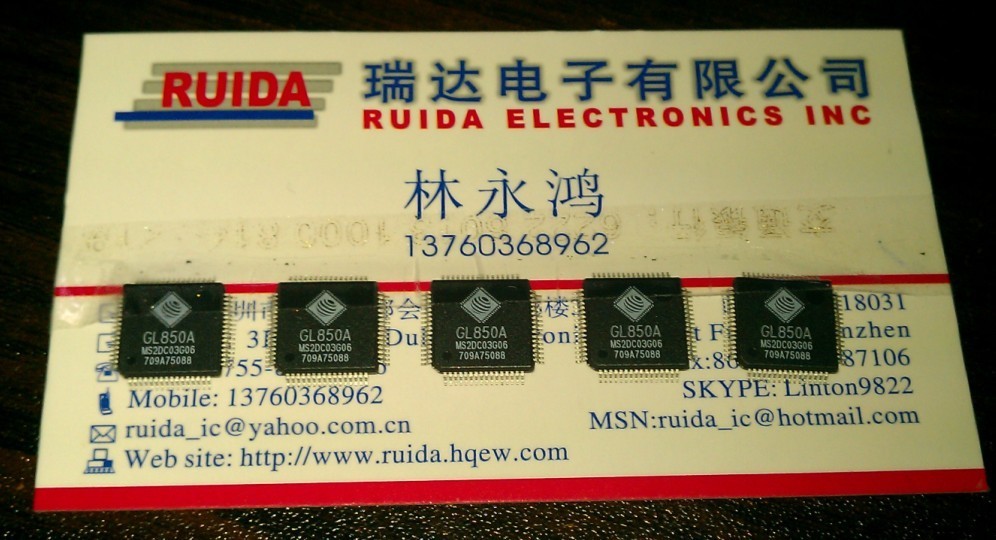 RUIDA
瑞达电子有限公司
RUIDA ELECTRONICS INC
林永鸿
13760368962
GL850A
MS2DC03G06
709A75088
GL850A
MS2DC03G06
709A75088
GL850A
MS2DC03G06
709A75088
GL850A
MS2DC03G06
709A75088
GL850A
MS2DC03G06
709A75088
18031
87106
Mobile: 13760368962
SKYPE: Linton9822
ruida_ic@yahoo.com.cn
MSN:ruida_ic@hotmail.com
Web site: http://www.ruida.hqew.com